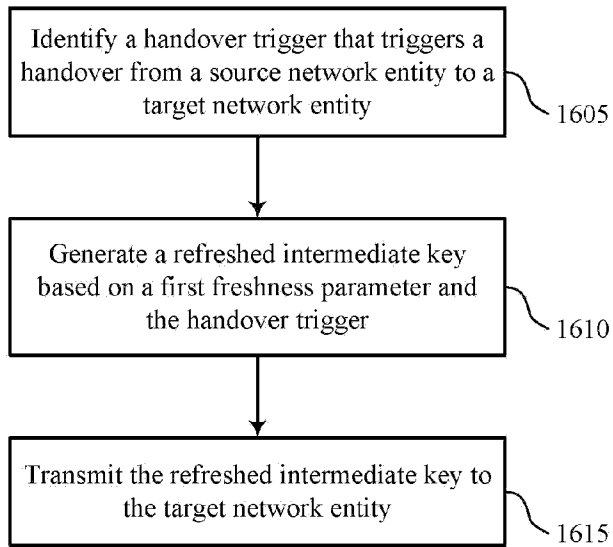 Identify a handover trigger that triggers a
handover from a source network entity to a
target network entity
1605
Generate a refreshed intermediate key
based on a first freshness parameter and
the handover trigger
1610
Transmit the refreshed intermediate key to
the target network entity
1615